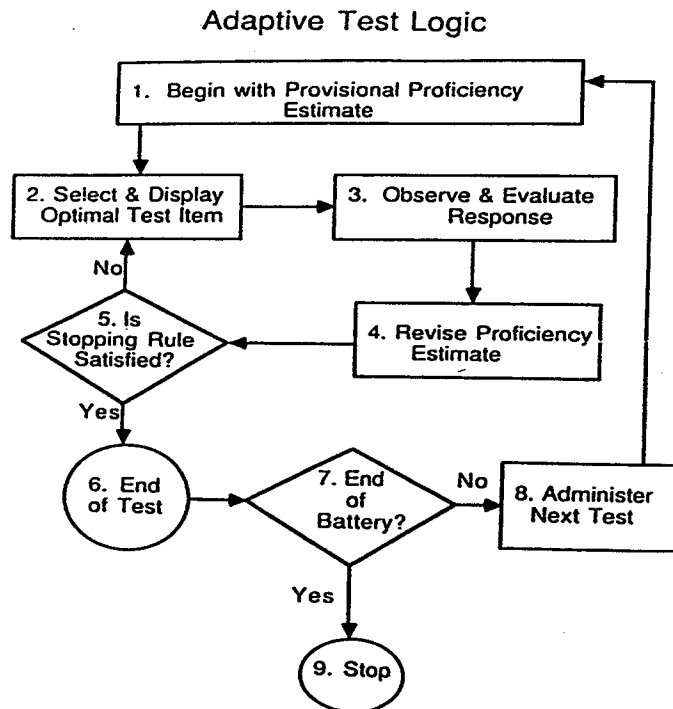 Adaptive Test Logic
1. Begin with Provisional Proficiency
Estimate
2. Select & Display
Optimal Test Item
3. Observe & Evaluate
Response
No
5. Is
Stopping Rule
Satisfied?
4. Revise Proficiency
Estimate
Yes
6. End
of Test
7. End
of
Battery?
No
8. Administer
Next Test
Yes
9. Stop